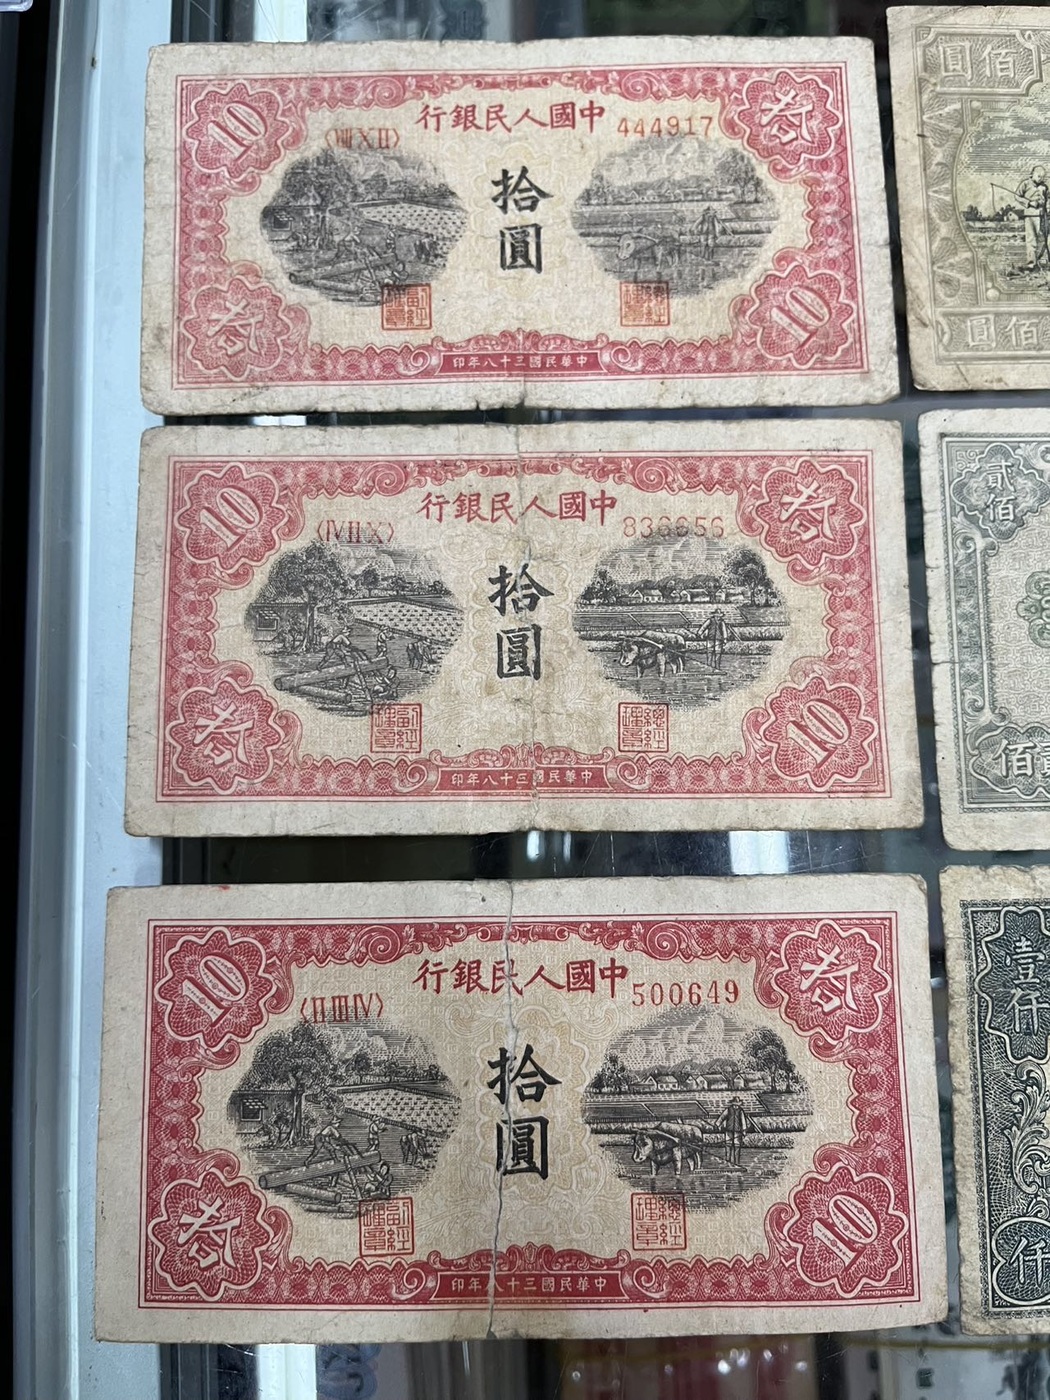 10
中國人民銀行
拾
〈ⅧⅩⅡ〉
444917
拾
圓
拾
10
中華民國三十八年印
10
中國人民銀行
拾
〈ⅣⅡⅩ〉
836656
拾
圓
拾
10
中華民國三十八年印
10
中國人民銀行
拾
〈ⅡⅢⅣ〉
500649
拾
圓
拾
10
中華民國三十八年印
佰圓
佰圓
貳佰
佰
壹仟
仟